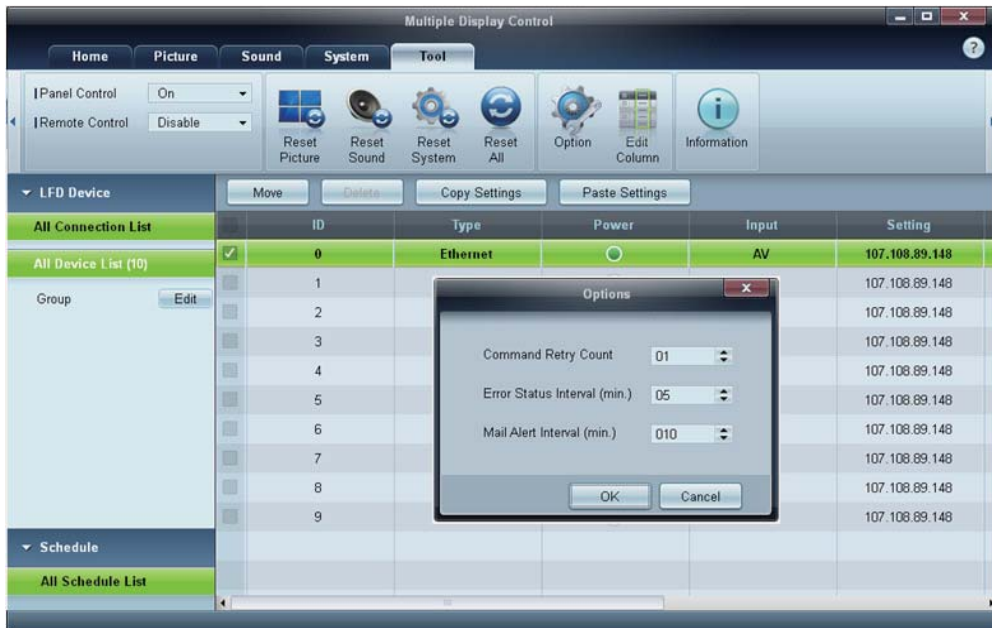 Multiple Display Control
Home Picture Sound System Tool
?
Panel Control On
Remote Control Disable
Reset Picture
Reset Sound
Reset System
Reset All
Option
Edit Column
Information
LFD Device
Move Delete Copy Settings Paste Settings
All Connection List
ID Type Power Input Setting
All Device List (10)
0 Ethernet AV 107.108.89.148
Group Edit
1 107.108.89.148
2 107.108.89.148
3 107.108.89.148
4 107.108.89.148
5 107.108.89.148
6 107.108.89.148
7 107.108.89.148
8 107.108.89.148
9 107.108.89.148
Options
Command Retry Count 01
Error Status Interval (min.) 05
Mail Alert Interval (min.) 010
OK Cancel
Schedule
All Schedule List